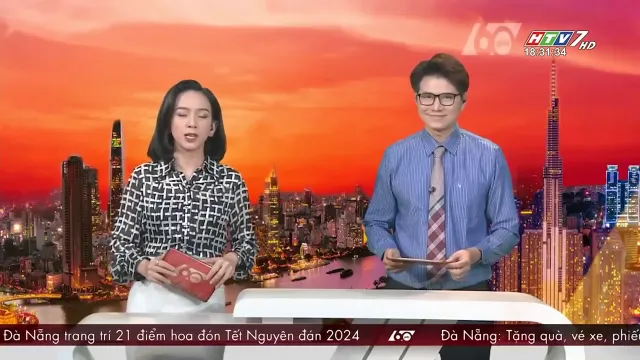 60
HTV7 HD
18:31:34
Đà Nẵng trang trí 21 điểm hoa đón Tết Nguyên đán 2024 60 Đà Nẵng: Tặng quà, vé xe, phiế